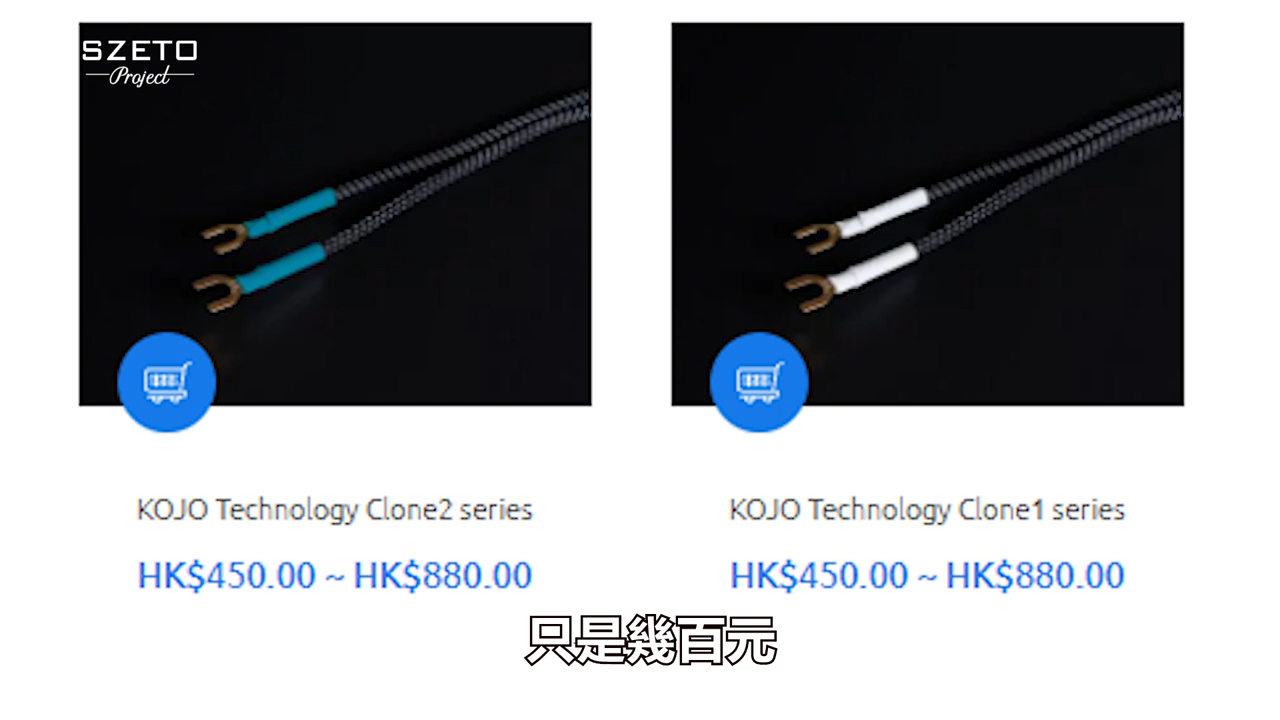 SZETO
Project
KOJO Technology Clone2 series
KOJO Technology Clone1 series
HK$450.00 ~ HK$880.00
HK$450.00 ~ HK$880.00
只是幾百元